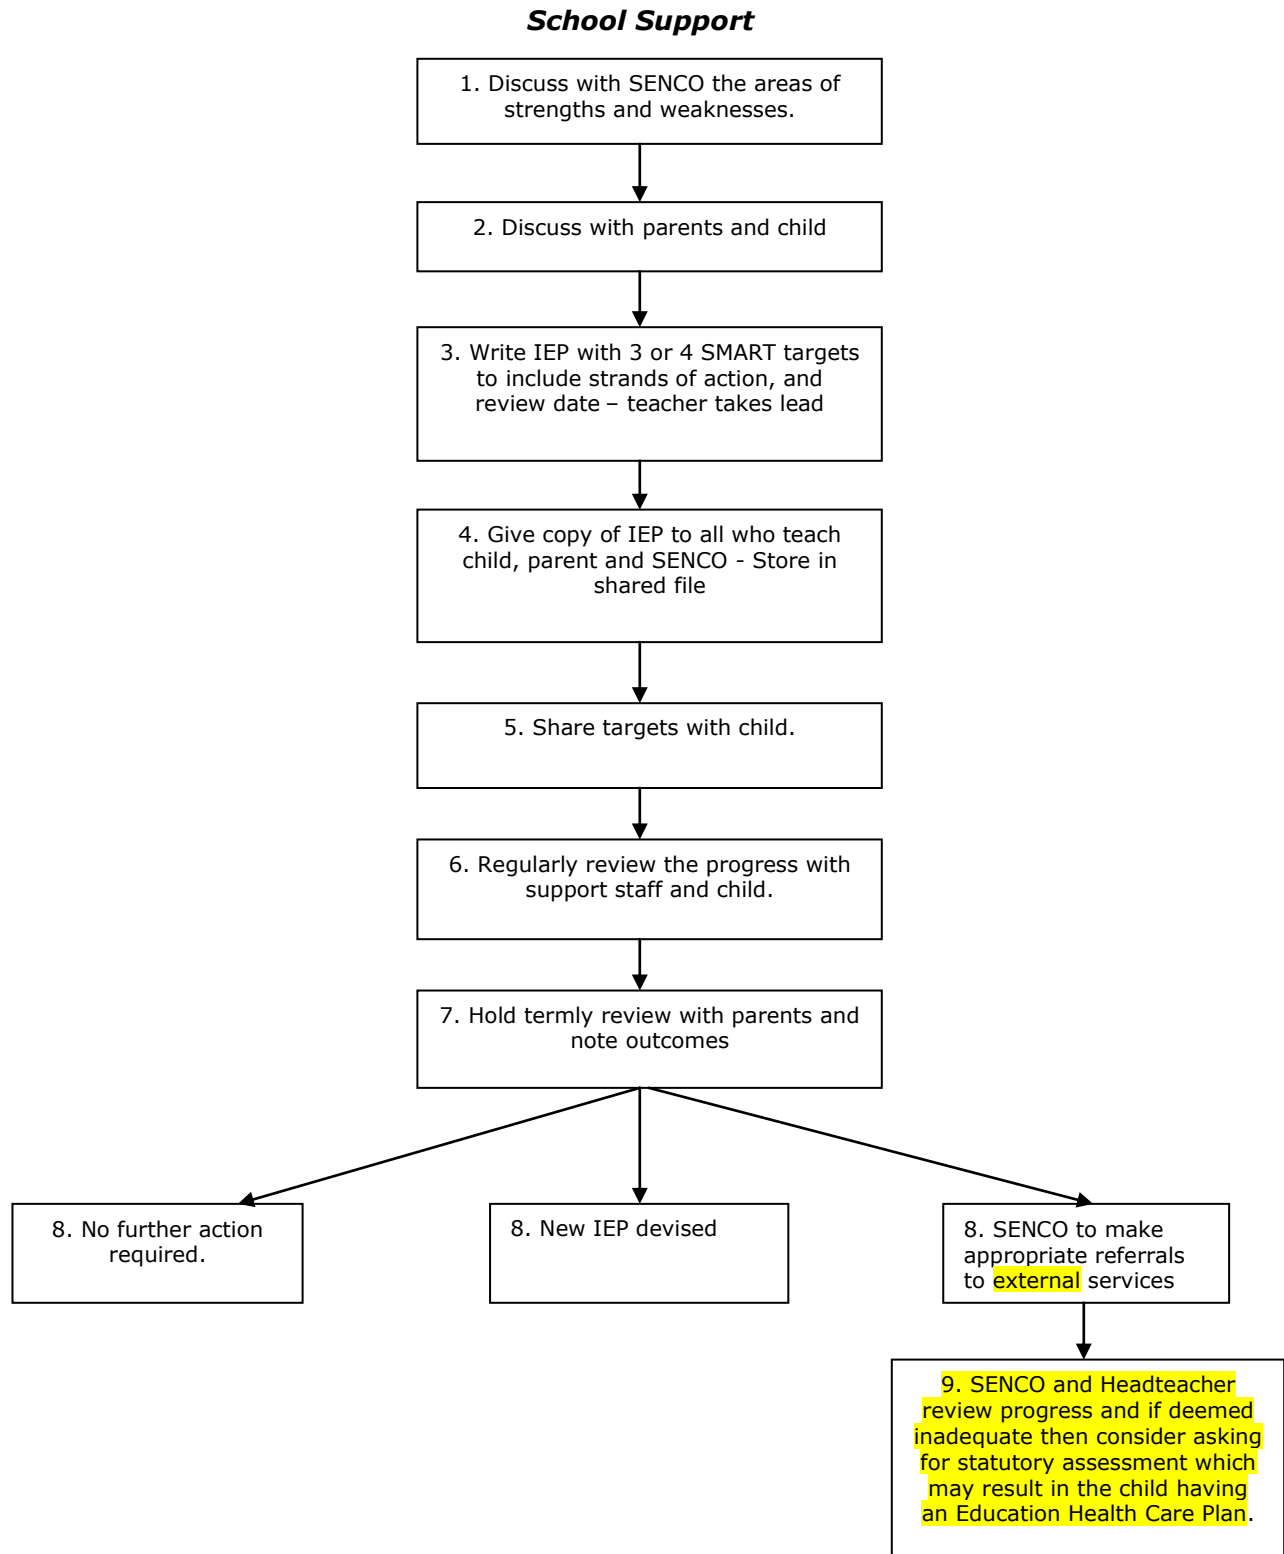 School Support
1. Discuss with SENCO the areas of
strengths and weaknesses.
2. Discuss with parents and child
3. Write IEP with 3 or 4 SMART targets
to include strands of action, and
review date – teacher takes lead
4. Give copy of IEP to all who teach
child, parent and SENCO - Store in
shared file
5. Share targets with child.
6. Regularly review the progress with
support staff and child.
7. Hold termly review with parents and
note outcomes
8. No further action
required.
8. New IEP devised
8. SENCO to make
appropriate referrals
to external services
9. SENCO and Headteacher
review progress and if deemed
inadequate then consider asking
for statutory assessment which
may result in the child having
an Education Health Care Plan.